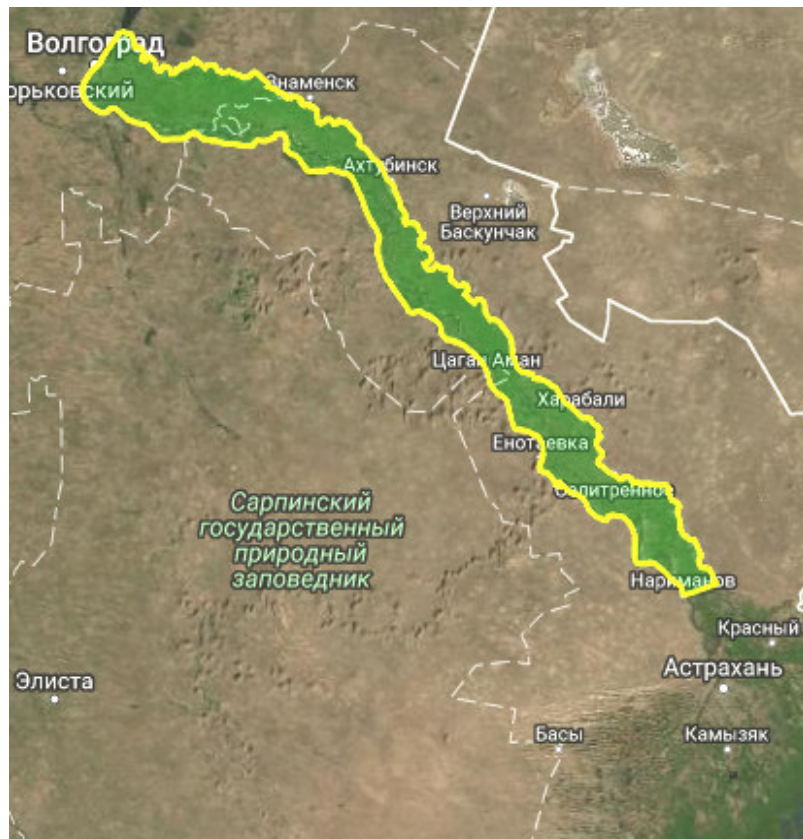 Волгоград
орьковский
Знаменск
Ахтубинск
Верхний
Баскунчак
Цаган Аман
Харабали
Енотаевка
Селитренное
Сарпинский
государственный
природный
заповедник
Нариманов
Красный
Элиста
Астрахань
Басы
Камызяк